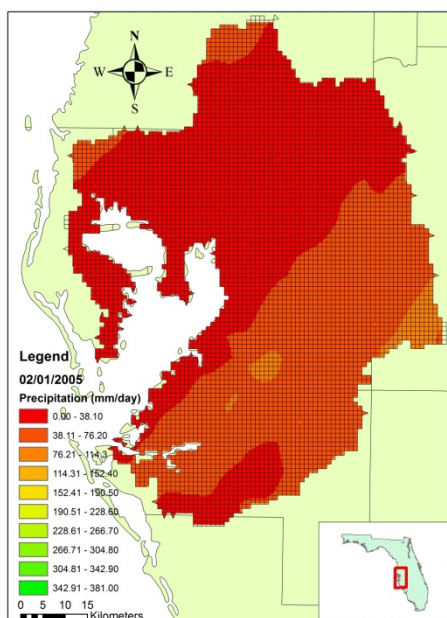 N
W E
S
Legend
02/01/2005
Precipitation (mm/day)
0.00 - 38.10
38.11 - 76.20
76.21 - 114.3
114.31 - 152.40
152.41 - 190.50
190.51 - 228.60
228.61 - 266.70
266.71 - 304.80
304.81 - 342.90
342.91 - 381.00
0 5 10 15
Kilometers